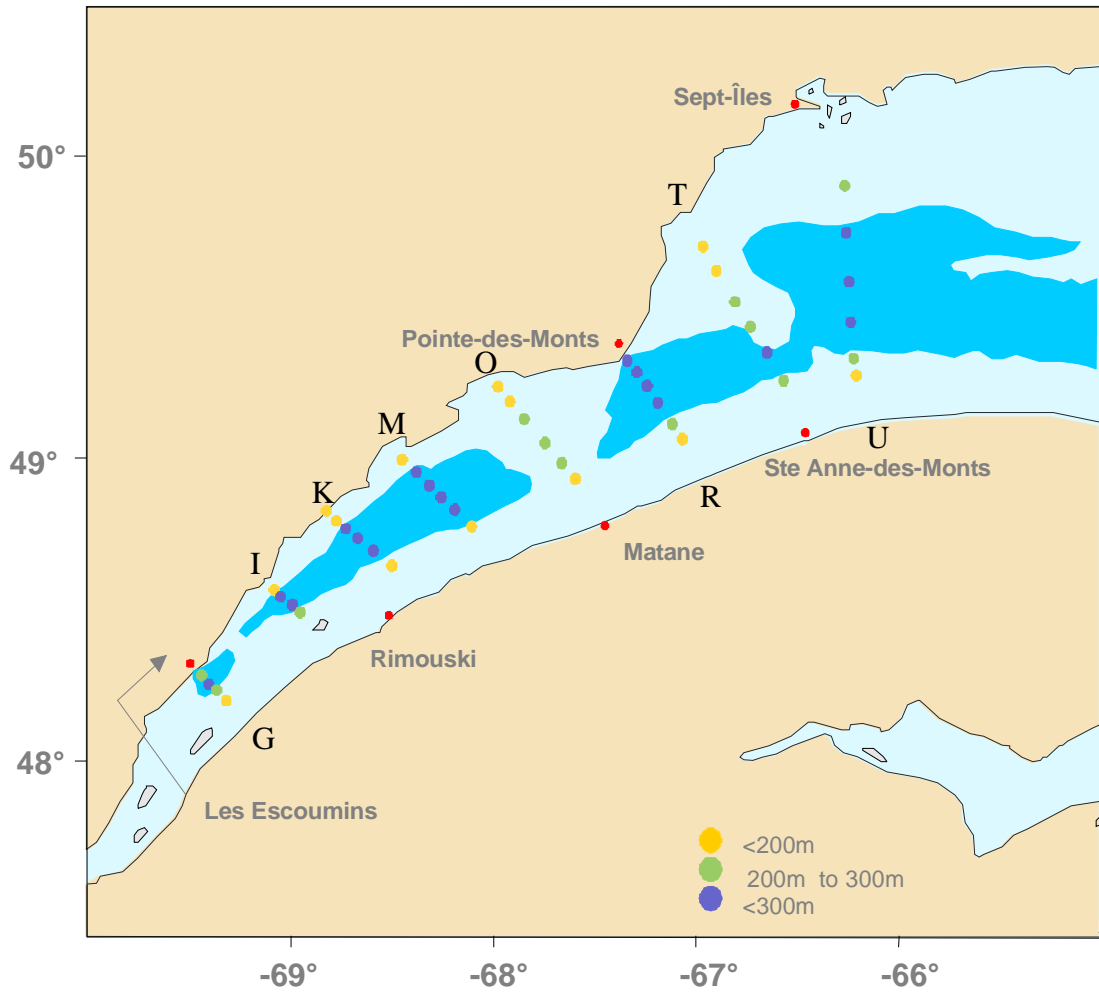 Sept-Îles
50°
T
Pointe-des-Monts
O
M
49°
U
Ste Anne-des-Monts
K
R
Matane
I
Rimouski
G
48°
Les Escoumins
<200m
200m to 300m
<300m
-69°
-68°
-67°
-66°